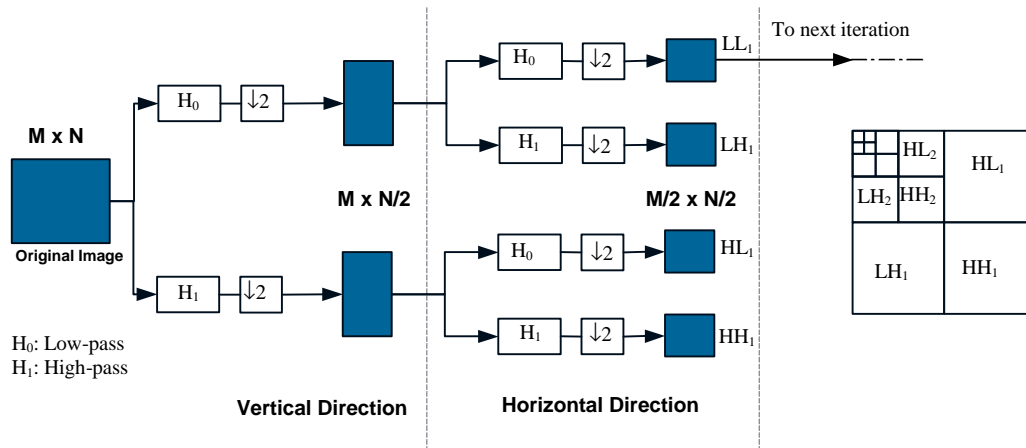 M x N
Original Image
H₀
↓2
H₁
↓2
M x N/2
H₀: Low-pass
H₁: High-pass
Vertical Direction
H₀
↓2
LL₁
H₁
↓2
LH₁
M/2 x N/2
H₀
↓2
HL₁
H₁
↓2
HH₁
Horizontal Direction
To next iteration
HL₂
HL₁
LH₂
HH₂
LH₁
HH₁